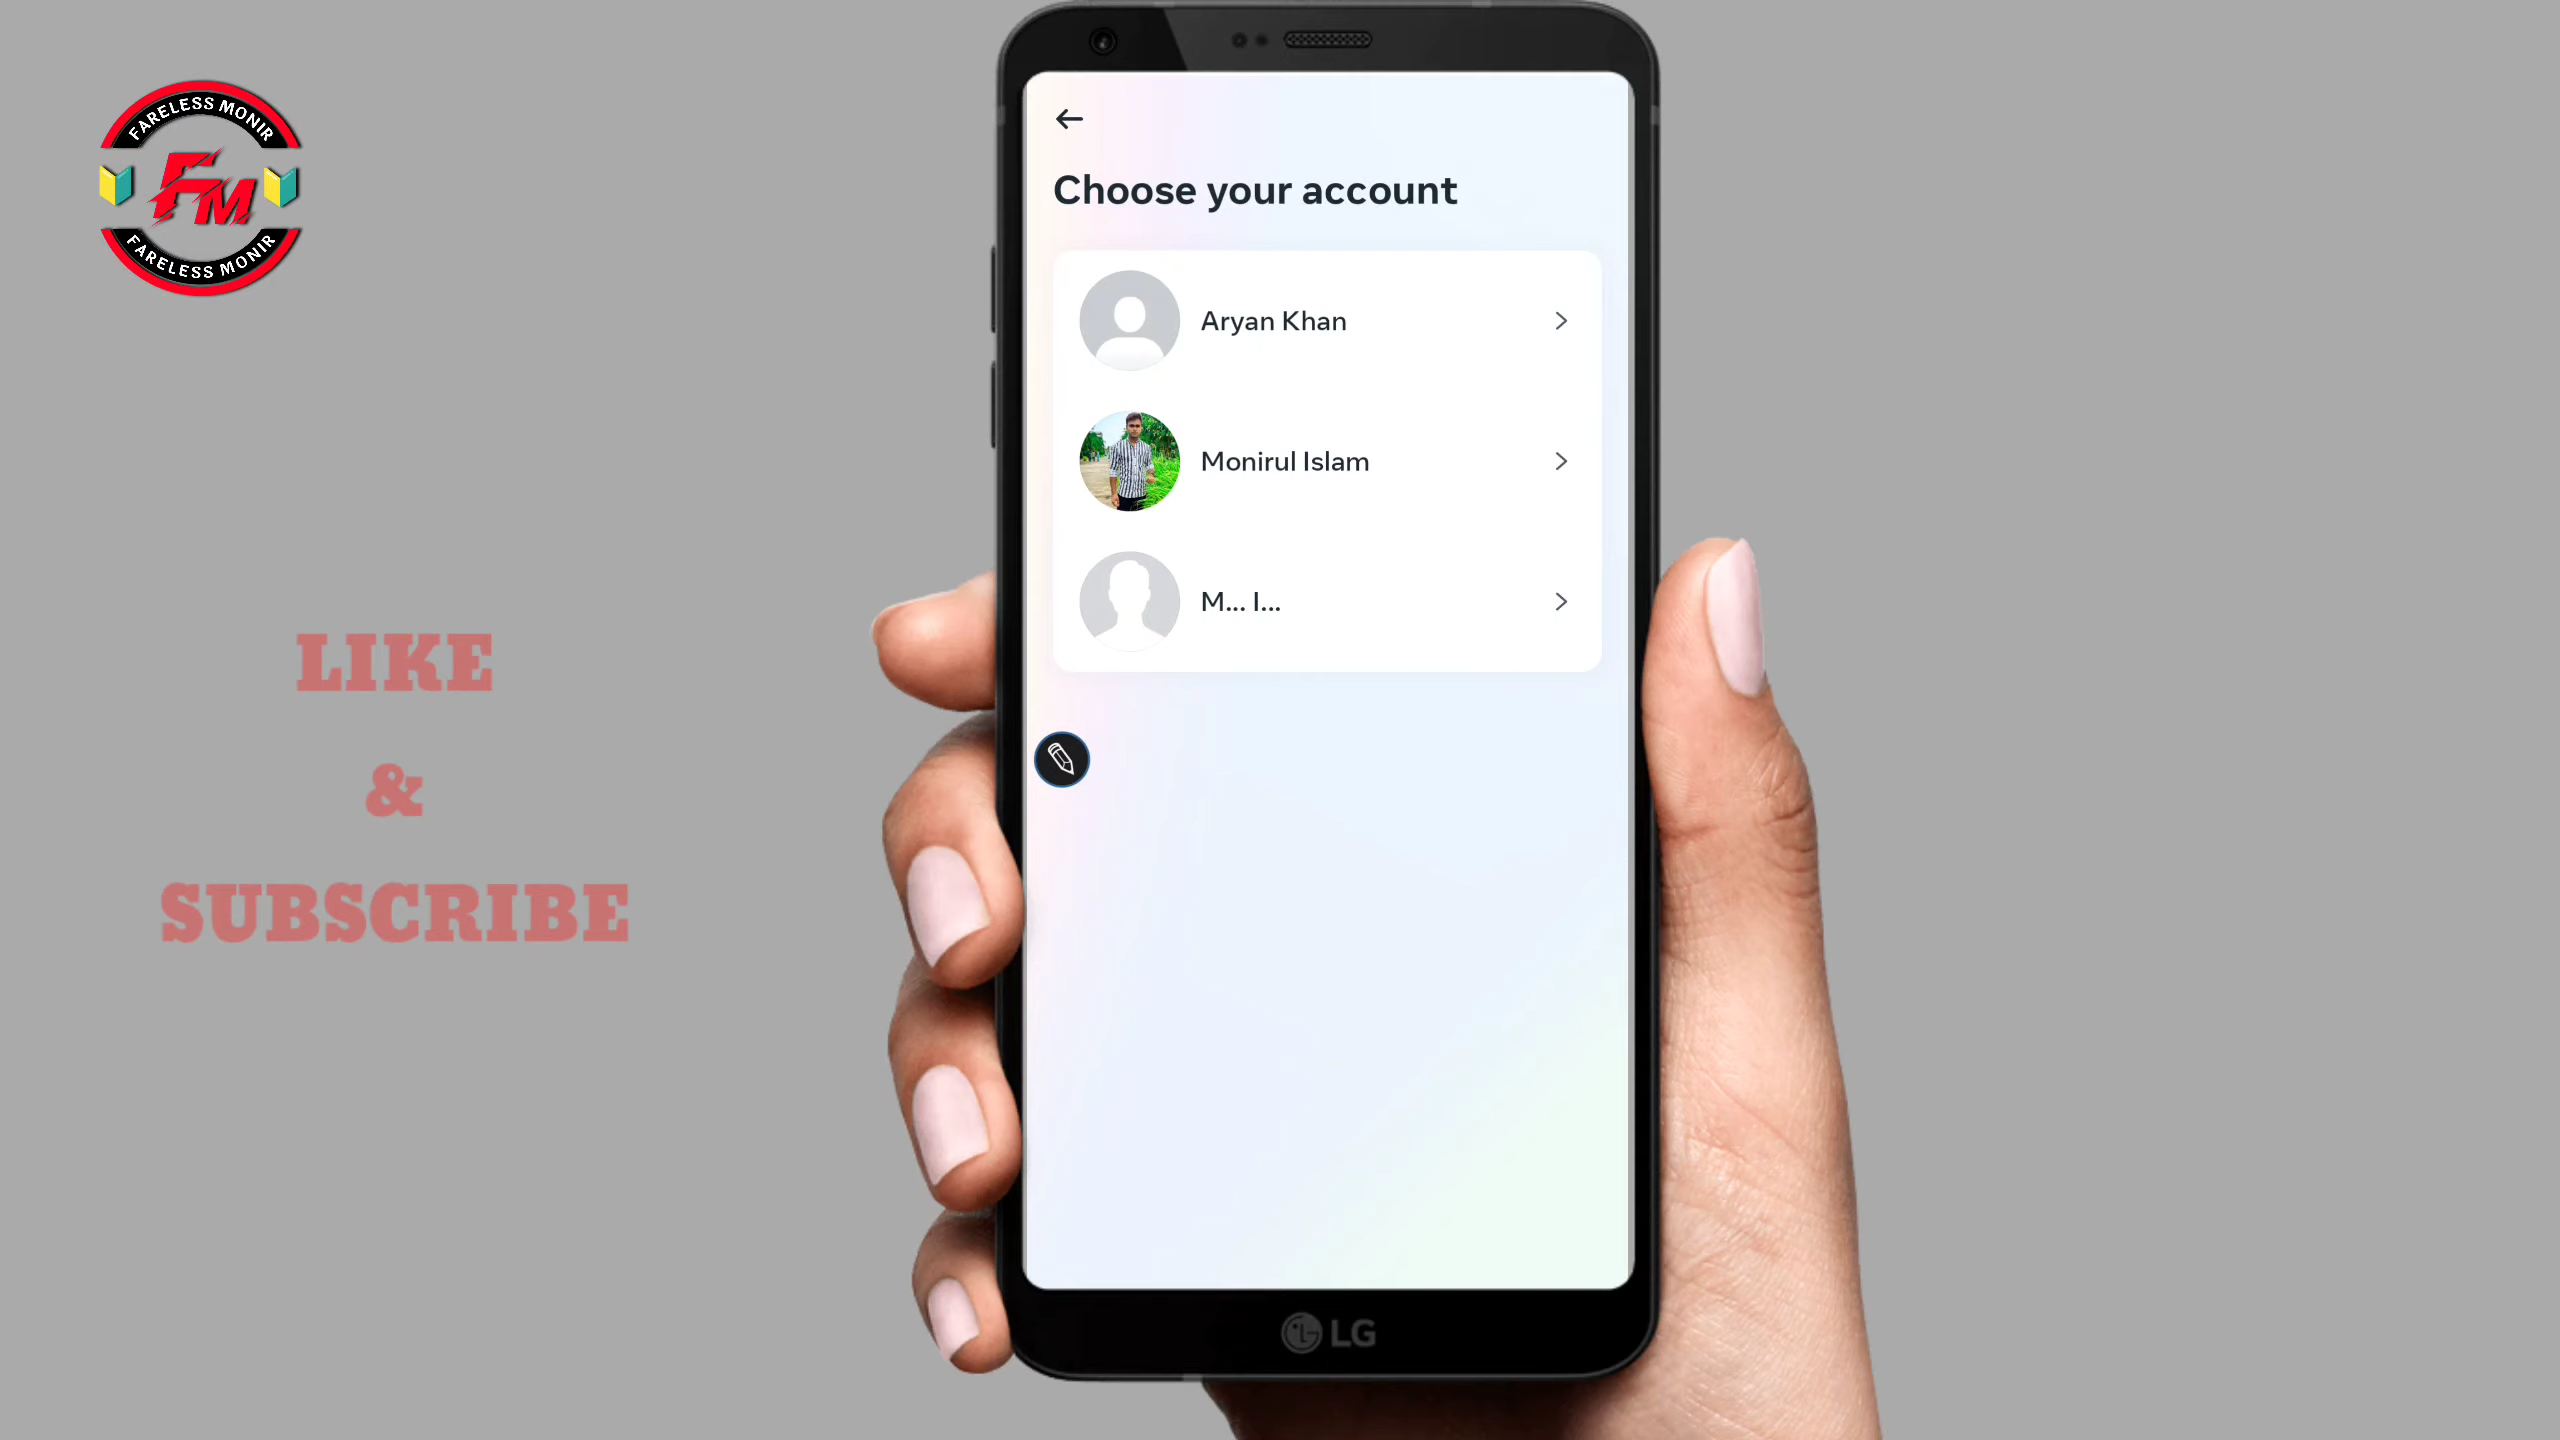 FARELESS MONIR
FM
FARELESS MONIR
LIKE
&
SUBSCRIBE
Choose your account
Aryan Khan
Monirul Islam
M... I...
LG